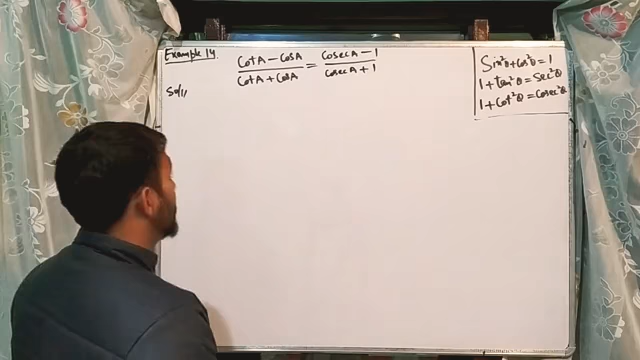 Example 14
CotA − CosA / CotA + CosA = CosecA − 1 / CosecA + 1
Sol],
Sin²θ+Cos²θ=1
1+tan²θ=Sec²θ
1+Cot²θ=Cosec²θ